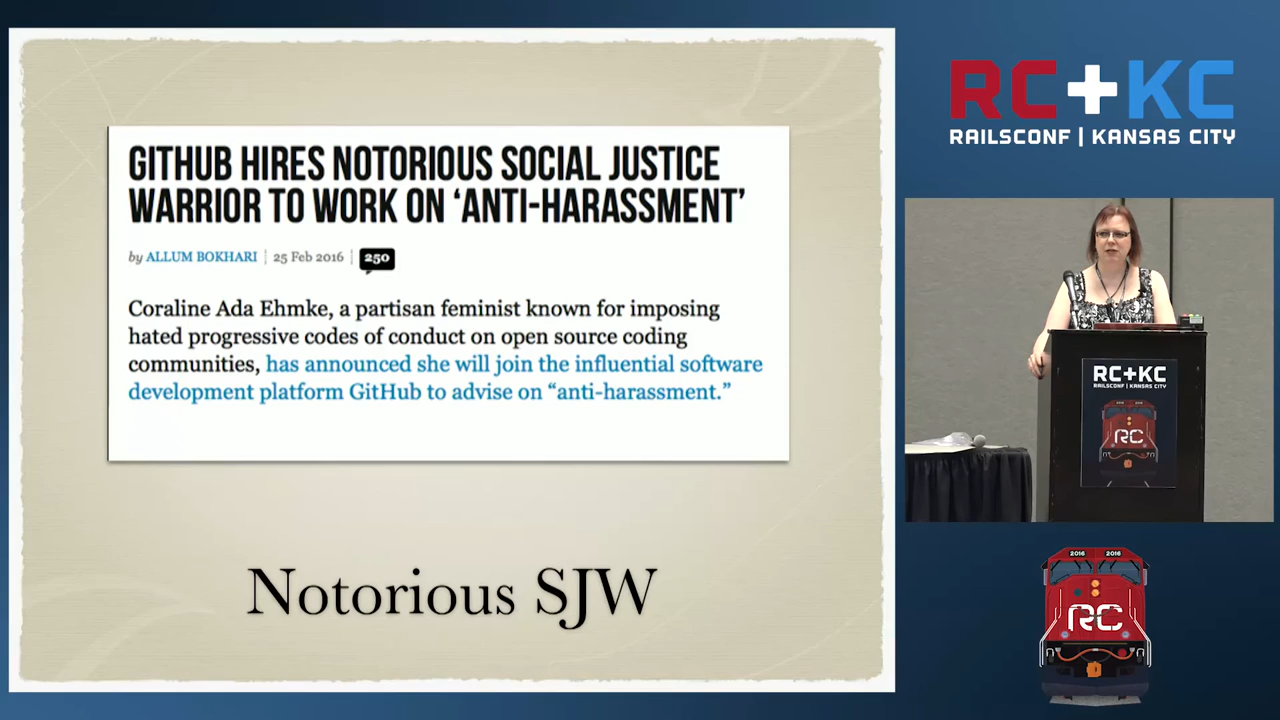 GITHUB HIRES NOTORIOUS SOCIAL JUSTICE
WARRIOR TO WORK ON ‘ANTI-HARASSMENT’
by ALLUM BOKHARI | 25 Feb 2016 | 250
Coraline Ada Ehmke, a partisan feminist known for imposing
hated progressive codes of conduct on open source coding
communities, has announced she will join the influential software
development platform GitHub to advise on “anti-harassment.”
Notorious SJW
RC+KC
RAILSCONF | KANSAS CITY
RC+KC
RAILSCONF | KANSAS CITY
RC
2016 2016
RC